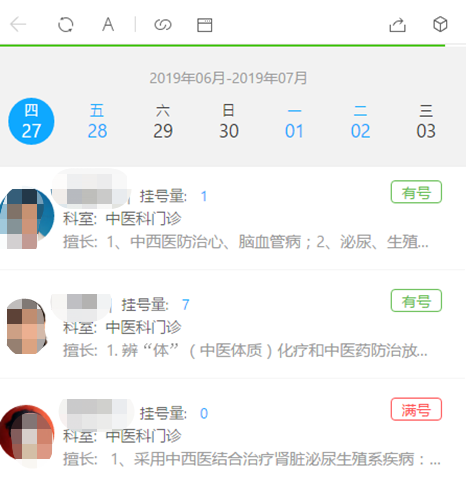 A
2019年06月-2019年07月
四 五 六 日 一 二 三
27 28 29 30 01 02 03
挂号量: 1 有号
科室: 中医科门诊
擅长: 1、中西医防治心、脑血管病；2、泌尿、生殖...
挂号量: 7 有号
科室: 中医科门诊
擅长: 1. 辨“体”（中医体质）化疗和中医药防治放...
挂号量: 0 满号
科室: 中医科门诊
擅长: 1、采用中西医结合治疗肾脏泌尿生殖系疾病：...